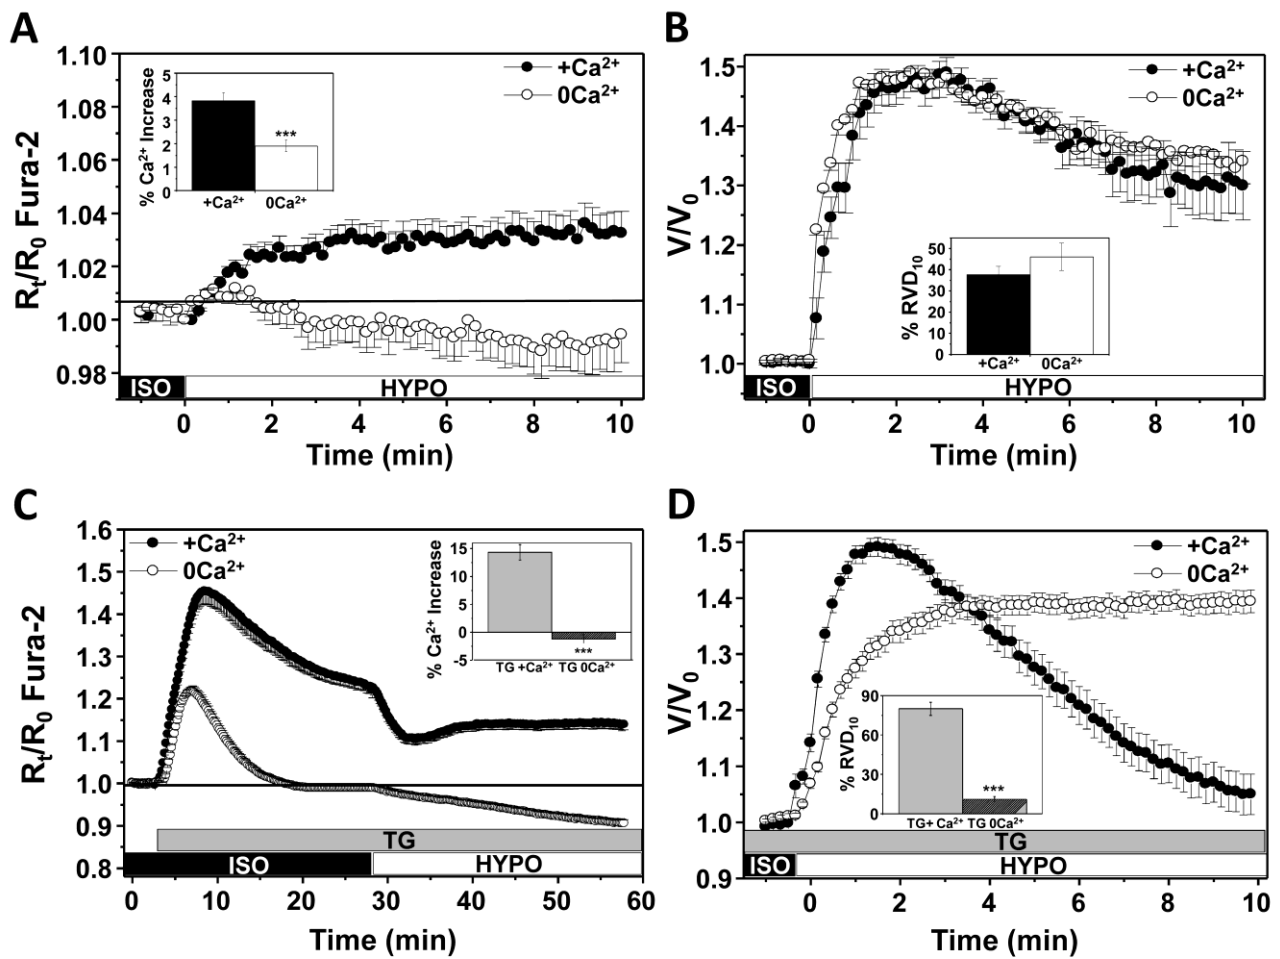 A
1.10
1.08
1.06
1.04
1.02
1.00
0.98
Rt/R0 Fura-2
+Ca2+
0Ca2+
5
4
3
2
1
0
% Ca2+ Increase
***
+Ca2+ 0Ca2+
ISO HYPO
0 2 4 6 8 10
Time (min)
B
1.5
1.4
1.3
1.2
1.1
1.0
V/V0
+Ca2+
0Ca2+
50
40
30
20
10
0
% RVD10
+Ca2+ 0Ca2+
ISO HYPO
0 2 4 6 8 10
Time (min)
C
1.6
1.5
1.4
1.3
1.2
1.1
1.0
0.9
0.8
Rt/R0 Fura-2
+Ca2+
0Ca2+
15
10
5
0
-5
% Ca2+ Increase
***
TG +Ca2+ TG 0Ca2+
TG
ISO HYPO
0 10 20 30 40 50 60
Time (min)
D
1.5
1.4
1.3
1.2
1.1
1.0
0.9
V/V0
+Ca2+
0Ca2+
90
60
30
0
% RVD10
***
TG+ Ca2+ TG 0Ca2+
TG
ISO HYPO
0 2 4 6 8 10
Time (min)